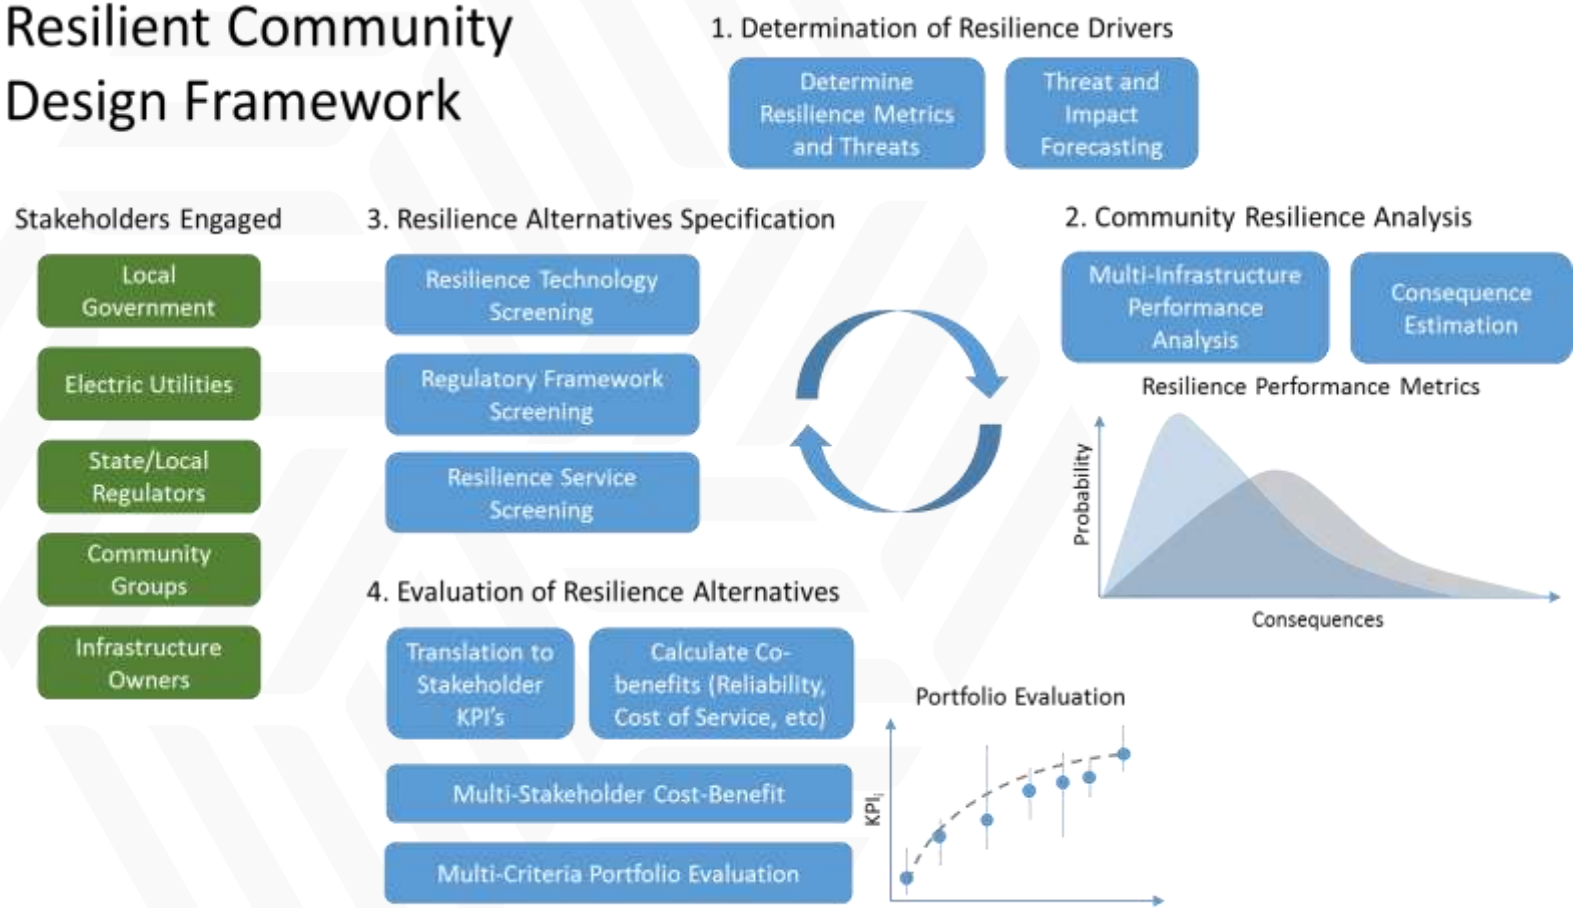 Resilient Community
Design Framework
1. Determination of Resilience Drivers
Determine
Resilience Metrics
and Threats
Threat and
Impact
Forecasting
Stakeholders Engaged
Local
Government
Electric Utilities
State/Local
Regulators
Community
Groups
Infrastructure
Owners
3. Resilience Alternatives Specification
Resilience Technology
Screening
Regulatory Framework
Screening
Resilience Service
Screening
2. Community Resilience Analysis
Multi-Infrastructure
Performance
Analysis
Consequence
Estimation
Resilience Performance Metrics
Probability
Consequences
4. Evaluation of Resilience Alternatives
Translation to
Stakeholder
KPI's
Calculate Co-
benefits (Reliability,
Cost of Service, etc)
Multi-Stakeholder Cost-Benefit
Multi-Criteria Portfolio Evaluation
Portfolio Evaluation
KPIᵢ